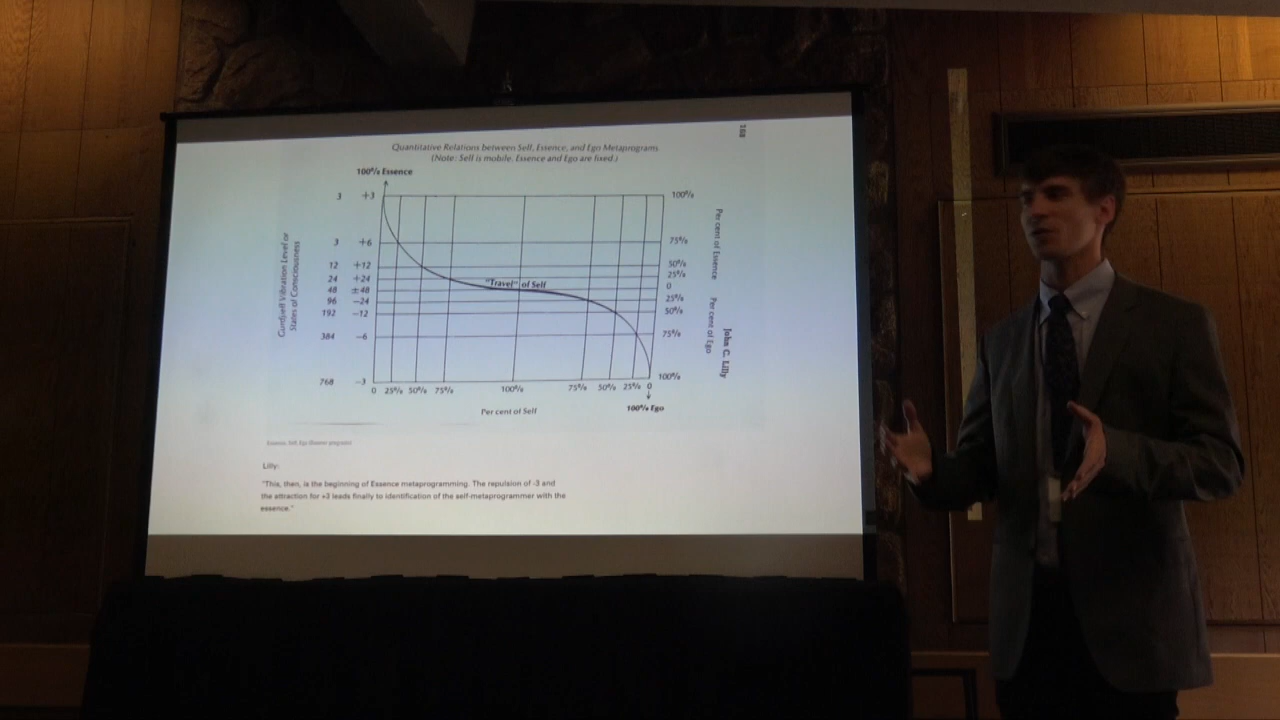 168
Quantitative Relations between Self, Essence, and Ego Metaprograms
(Note: Self is mobile, Essence and Ego are fixed.)
100% Essence
Gurdjieff Vibration Level or
States of Consciousness
3 +3 100%
3 +6 75%
12 +12 50%
24 +24 25%
48 ±48 0
96 −24 25%
192 −12 50%
384 −6 75%
768 −3 100%
"Travel" of Self
Per cent of Essence
Per cent of Ego
John C. Lilly
0 25% 50% 75% 100% 75% 50% 25% 0
Per cent of Self
100% Ego
Essence, Self, Ego
Lilly:
"This, then, is the beginning of Essence metaprogramming. The repulsion of -3 and
the attraction for +3 leads finally to identification of the self-metaprogrammer with the
essence."